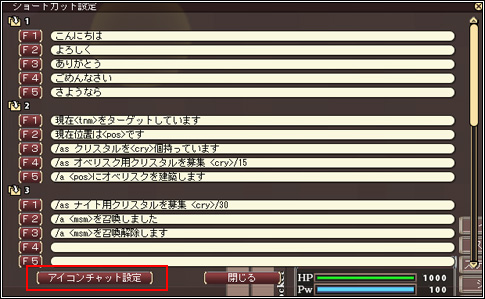 ショートカット設定
1
F1 こんにちは
F2 よろしく
F3 ありがとう
F4 ごめんなさい
F5 さようなら
2
F1 現在<tnm>をターゲットしています
F2 現在位置は<pos>です
F3 /as クリスタルを<cry>個持っています
F4 /as オベリスク用クリスタルを募集 <cry>/15
F5 /a <pos>にオベリスクを建築します
3
F1 /as ナイト用クリスタルを募集 <cry>/30
F2 /a <msm>を召喚しました
F3 /a <msm>を召喚解除します
F4
F5
アイコンチャット設定 閉じる
HP 1000
Pw 100